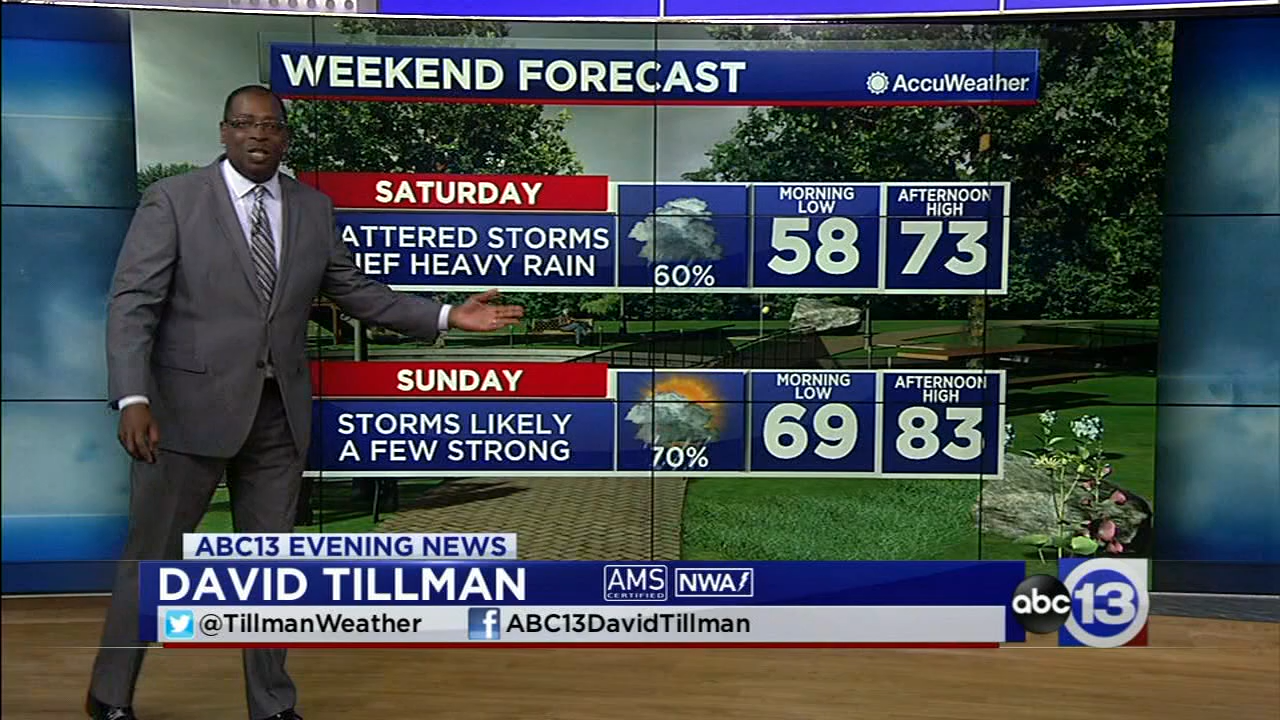 WEEKEND FORECAST
AccuWeather
SATURDAY
ATTERED STORMS
IEF HEAVY RAIN
60%
MORNING
LOW
58
AFTERNOON
HIGH
73
SUNDAY
STORMS LIKELY
A FEW STRONG
70%
MORNING
LOW
69
AFTERNOON
HIGH
83
ABC13 EVENING NEWS
DAVID TILLMAN
AMS
CERTIFIED
NWA
@TillmanWeather
ABC13DavidTillman
abc 13